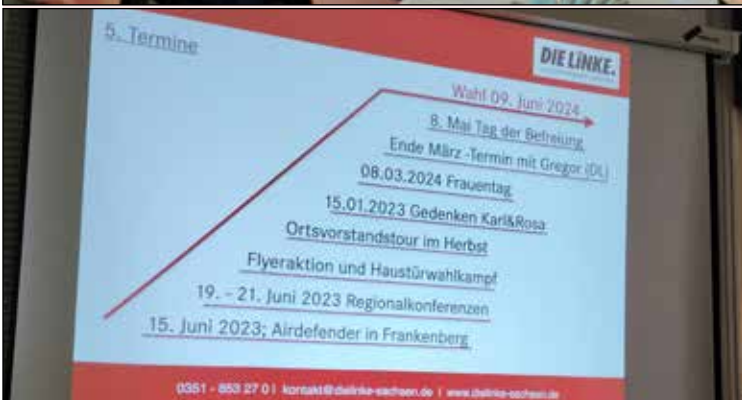 5. Termine
DIE LINKE.
Wahl 09. Juni 2024
8. Mai Tag der Befreiung
Ende März -Termin mit Gregor (DL)
08.03.2024 Frauentag
15.01.2023 Gedenken Karl&Rosa
Ortsvorstandstour im Herbst
Flyeraktion und Haustürwahlkampf
19. - 21. Juni 2023 Regionalkonferenzen
15. Juni 2023; Airdefender in Frankenberg
0351 - 853 27 0 | kontakt@dielinke-sachsen.de | www.dielinke-sachsen.de